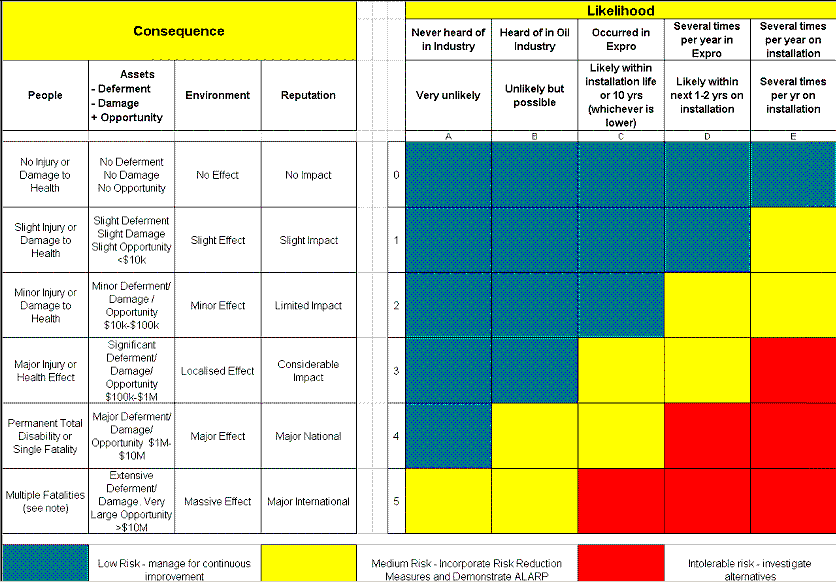 Consequence
Likelihood
Never heard of
in Industry
Heard of in Oil
Industry
Occurred in
Expro
Several times
per year in
Expro
Several times
per year on
installation
People
Assets
- Deferment
- Damage
+ Opportunity
Environment
Reputation
Very unlikely
Unlikely but
possible
Likely within
installation life
or 10 yrs
(whichever is
lower)
Likely within
next 1-2 yrs on
installation
Several times
per yr on
installation
A
B
C
D
E
No Injury or
Damage to
Health
No Deferment
No Damage
No Opportunity
No Effect
No Impact
0
Slight Injury or
Damage to
Health
Slight Deferment
Slight Damage
Slight Opportunity
<$10k
Slight Effect
Slight Impact
1
Minor Injury or
Damage to
Health
Minor Deferment/
Damage /
Opportunity
$10k-$100k
Minor Effect
Limited Impact
2
Major Injury or
Health Effect
Significant
Deferment/
Damage/
Opportunity
$100k-$1M
Localised Effect
Considerable
Impact
3
Permanent Total
Disability or
Single Fatality
Major Deferment/
Damage/
Opportunity $1M-
$10M
Major Effect
Major National
4
Multiple Fatalities
(see note)
Extensive
Deferment/
Damage. Very
Large Opportunity
>$10M
Massive Effect
Major International
5
Low Risk - manage for continuous
improvement
Medium Risk - Incorporate Risk Reduction
Measures and Demonstrate ALARP
Intolerable risk - investigate
alternatives